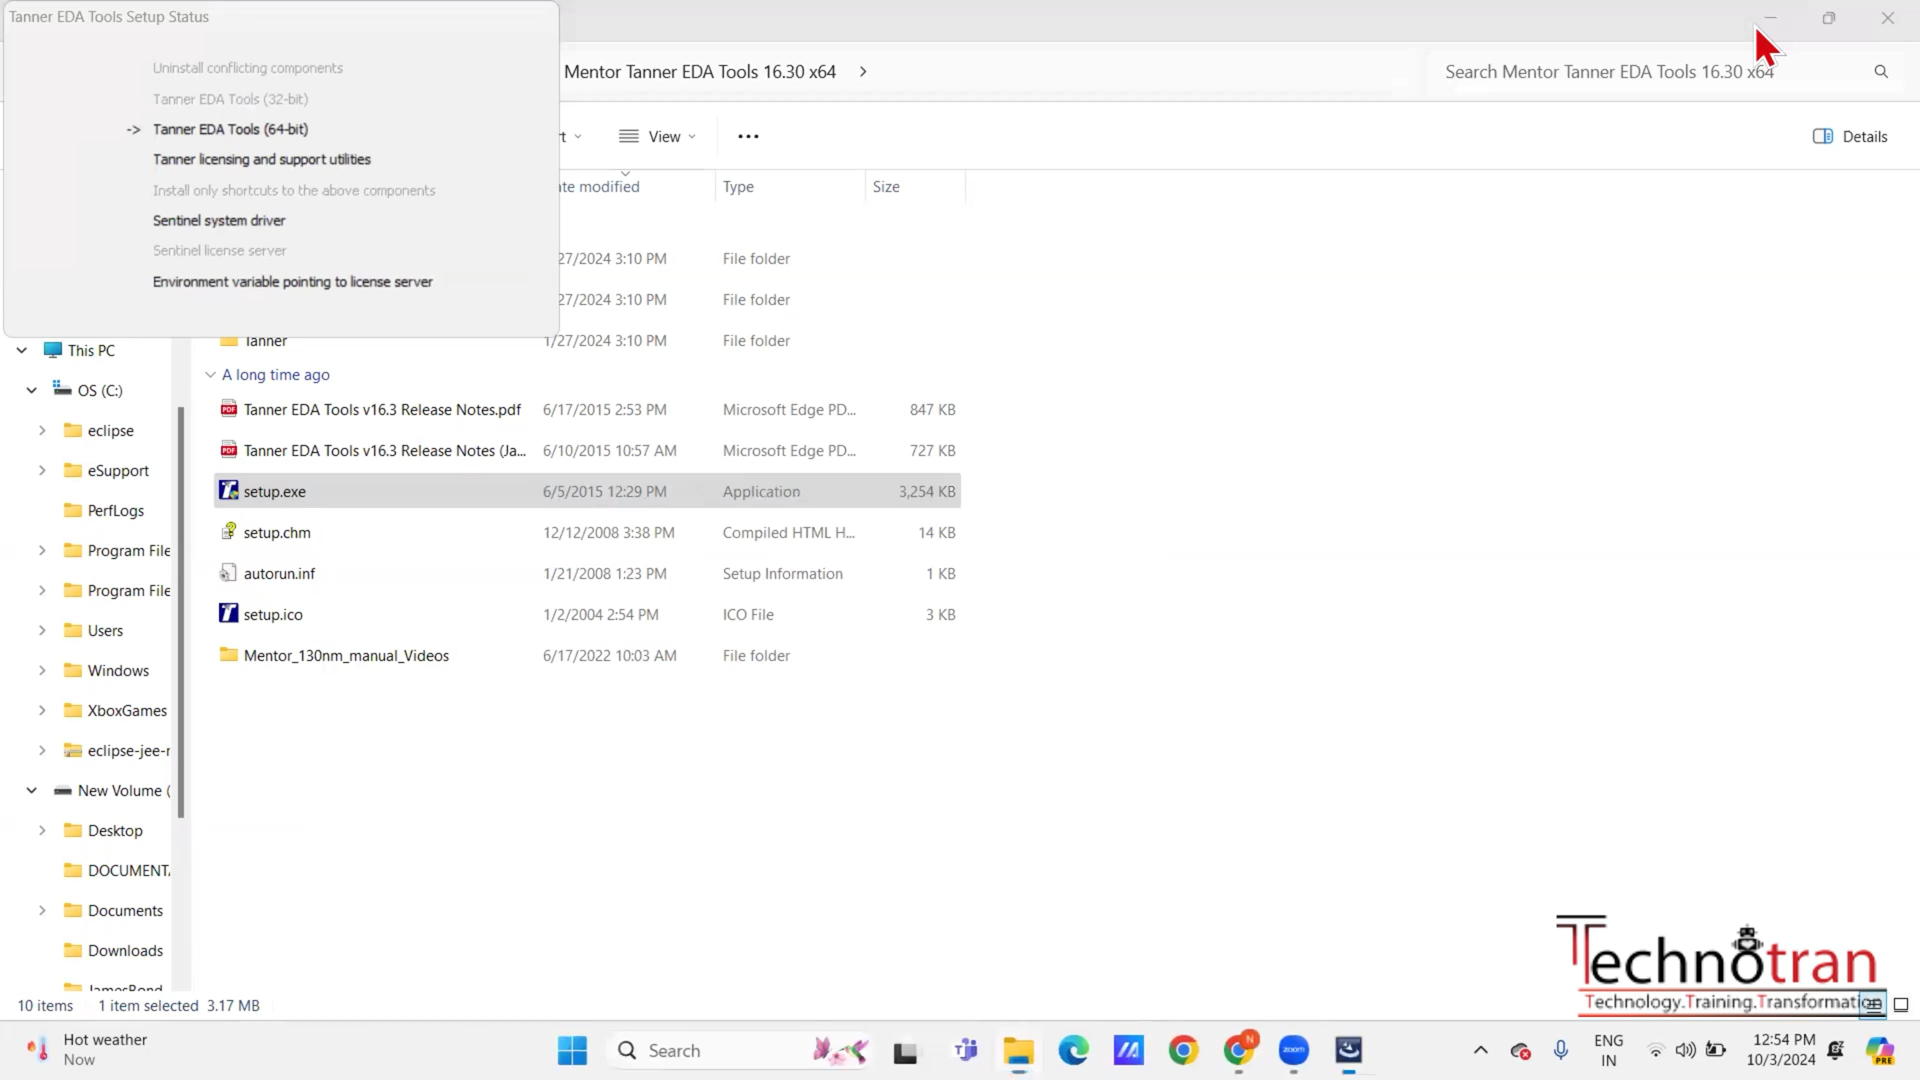 Tanner EDA Tools Setup Status
Uninstall conflicting components
Tanner EDA Tools (32-bit)
-> Tanner EDA Tools (64-bit)
Tanner licensing and support utilities
Install only shortcuts to the above components
Sentinel system driver
Sentinel license server
Environment variable pointing to license server
Mentor Tanner EDA Tools 16.30 x64
Search Mentor Tanner EDA Tools 16.30 x64
View
Details
ate modified Type Size
27/2024 3:10 PM File folder
27/2024 3:10 PM File folder
Tanner 1/27/2024 3:10 PM File folder
A long time ago
Tanner EDA Tools v16.3 Release Notes.pdf 6/17/2015 2:53 PM Microsoft Edge PD... 847 KB
Tanner EDA Tools v16.3 Release Notes (Ja... 6/10/2015 10:57 AM Microsoft Edge PD... 727 KB
setup.exe 6/5/2015 12:29 PM Application 3,254 KB
setup.chm 12/12/2008 3:38 PM Compiled HTML H... 14 KB
autorun.inf 1/21/2008 1:23 PM Setup Information 1 KB
setup.ico 1/2/2004 2:54 PM ICO File 3 KB
Mentor_130nm_manual_Videos 6/17/2022 10:03 AM File folder
This PC
OS (C:)
eclipse
eSupport
PerfLogs
Program File
Program File
Users
Windows
XboxGames
eclipse-jee-r
New Volume (
Desktop
DOCUMENT
Documents
Downloads
JamesBond
10 items 1 item selected 3.17 MB
Technotran
Technology.Training.Transformation
Hot weather
Now
Search
zoom
N
ENG
IN
12:54 PM
10/3/2024
PRE